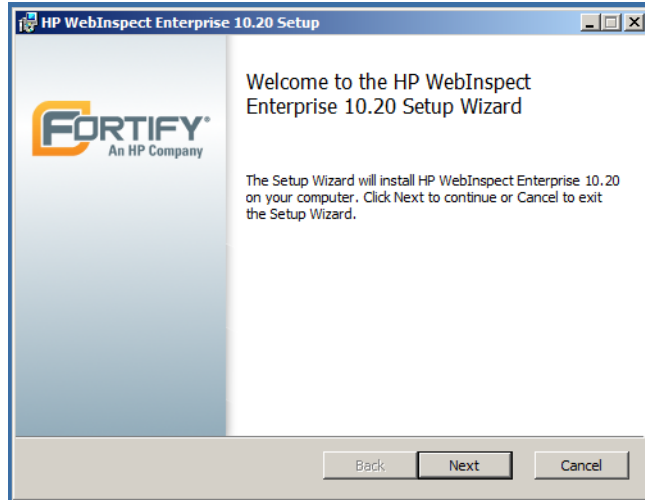 HP WebInspect Enterprise 10.20 Setup
Welcome to the HP WebInspect
Enterprise 10.20 Setup Wizard
FORTIFY
An HP Company
The Setup Wizard will install HP WebInspect Enterprise 10.20
on your computer. Click Next to continue or Cancel to exit
the Setup Wizard.
Back
Next
Cancel